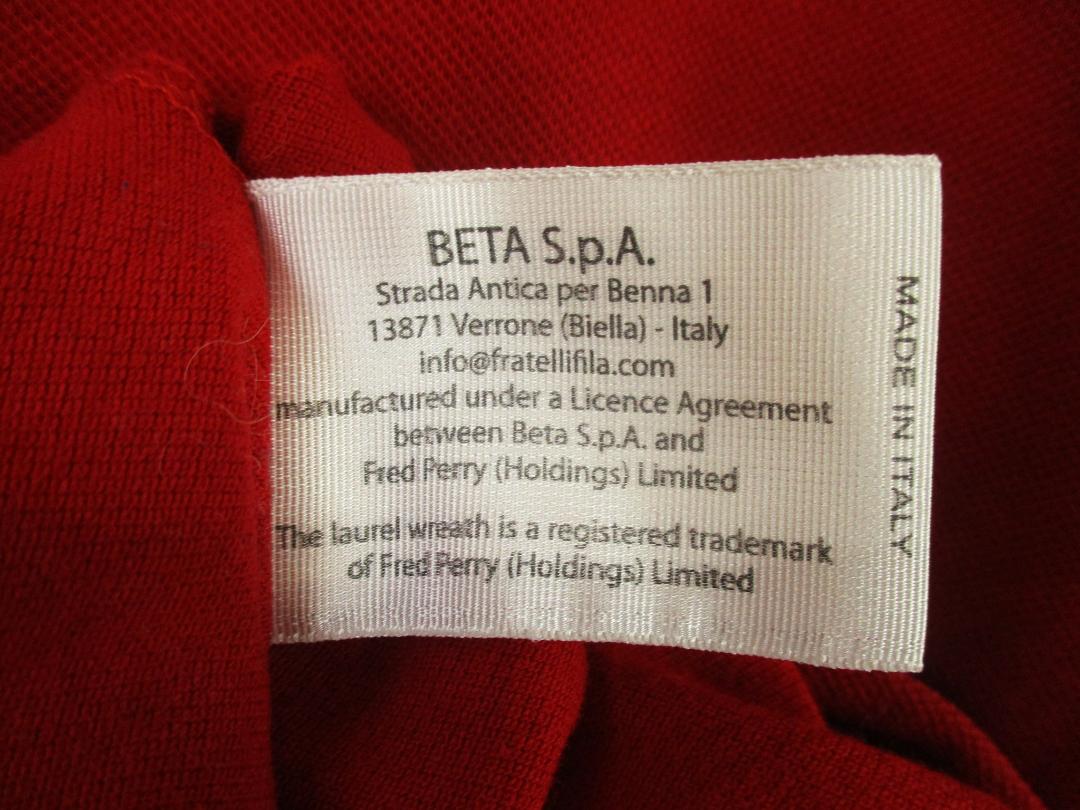 BETA S.p.A.
Strada Antica per Benna 1
13871 Verrone (Biella) - Italy
info@fratellifila.com
manufactured under a Licence Agreement
between Beta S.p.A. and
Fred Perry (Holdings) Limited
The laurel wreath is a registered trademark
of Fred Perry (Holdings) Limited
MADE IN ITALY